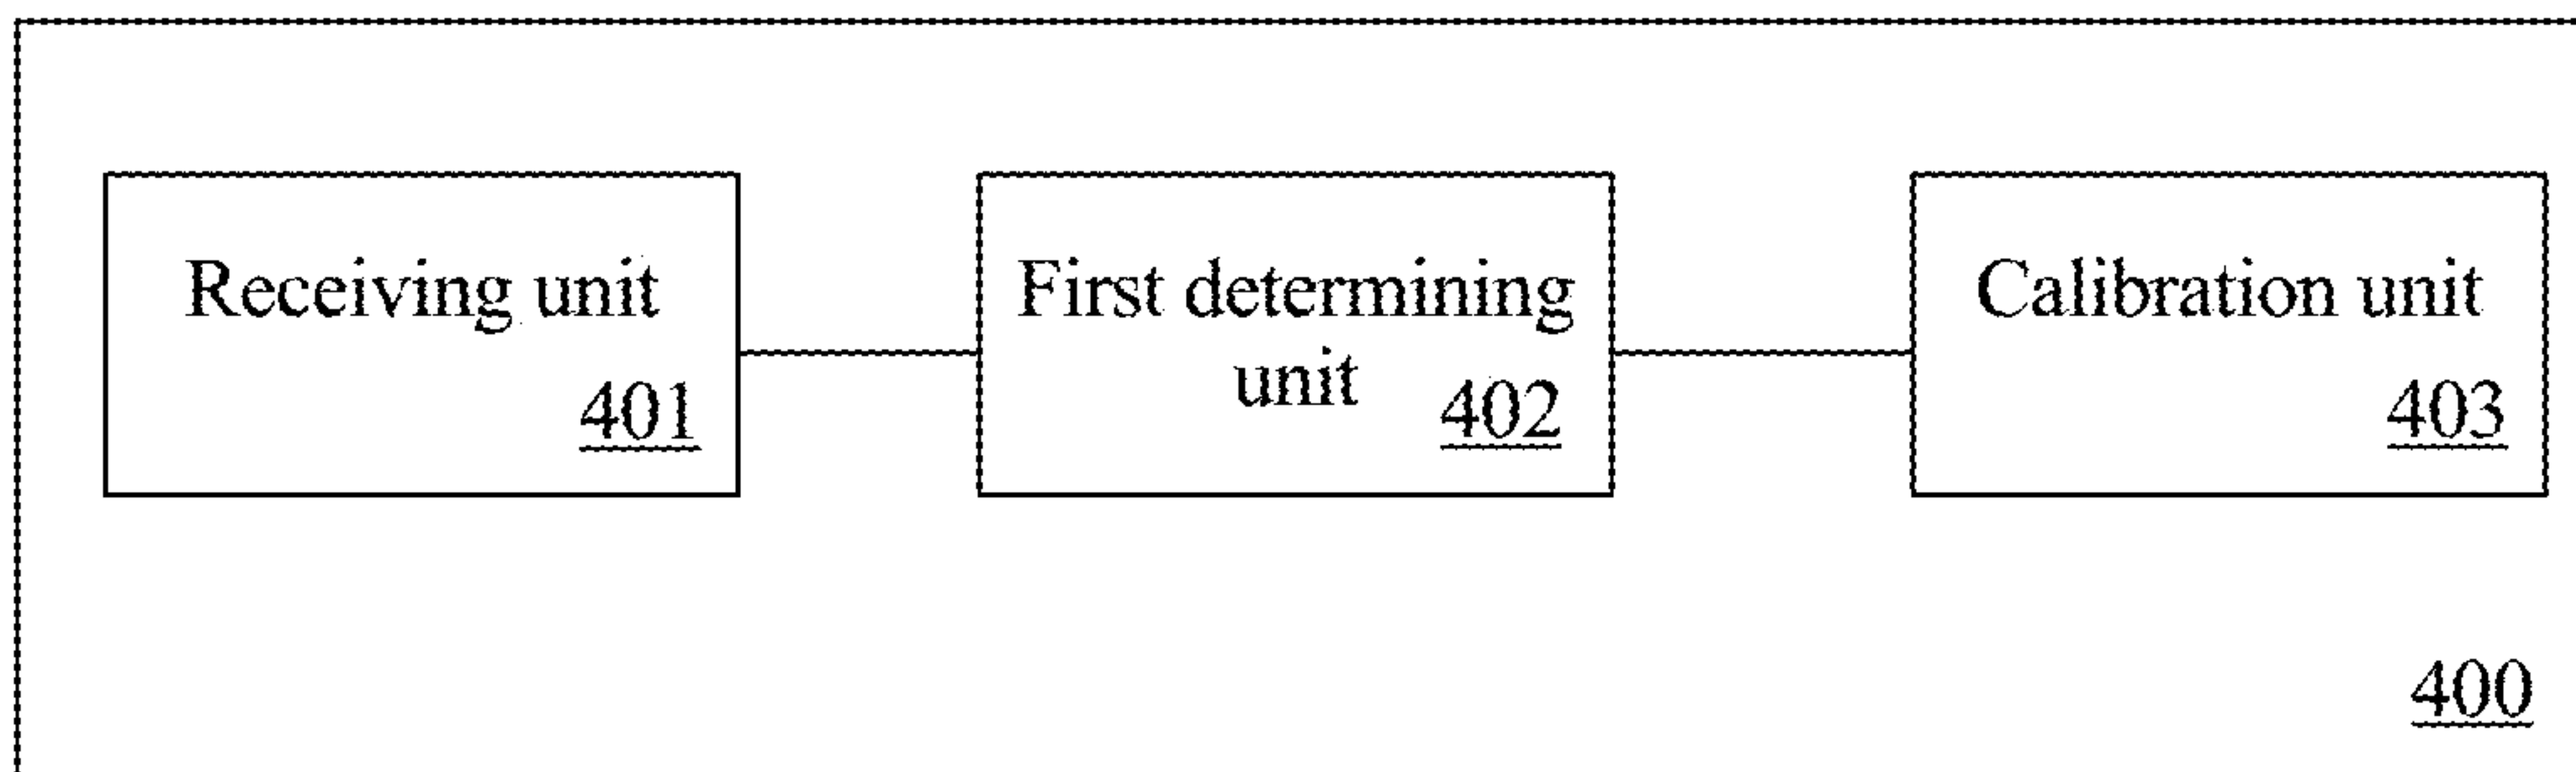 Receiving unit
401
First determining
unit
402
Calibration unit
403
400